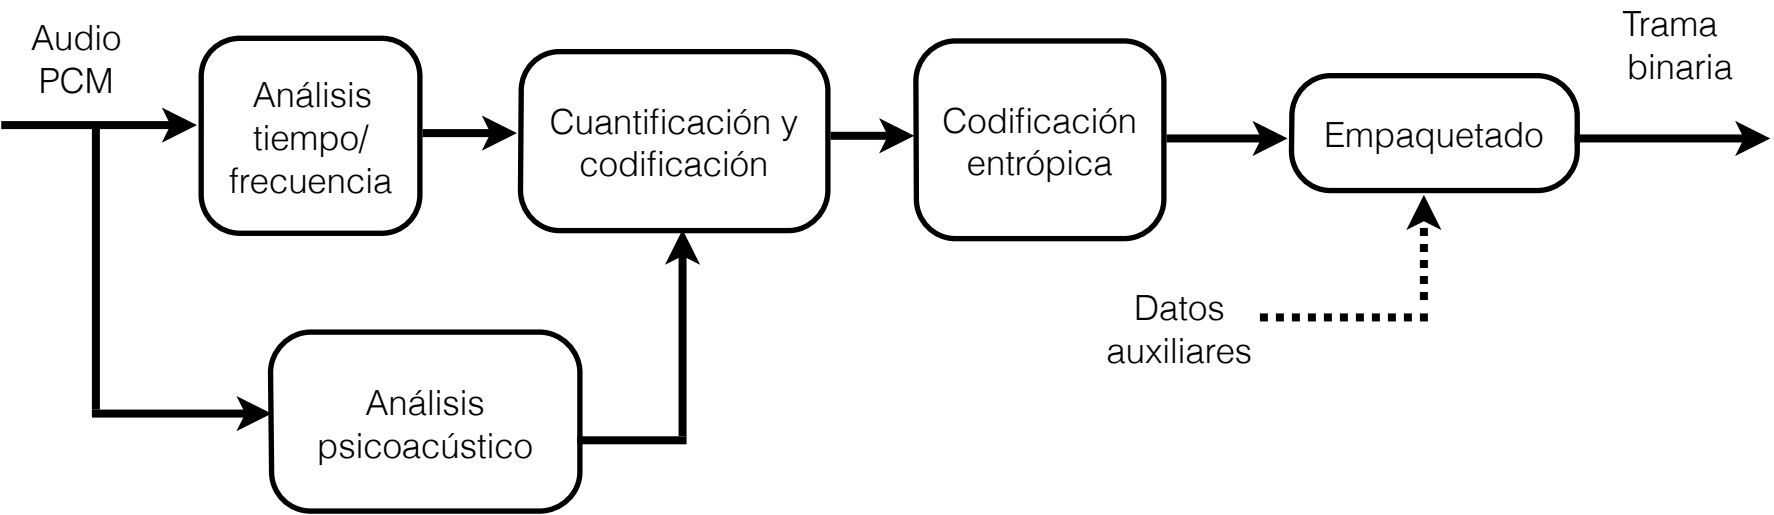 Audio
PCM
Análisis
tiempo/
frecuencia
Cuantificación y
codificación
Codificación
entrópica
Empaquetado
Trama
binaria
Análisis
psicoacústico
Datos
auxiliares